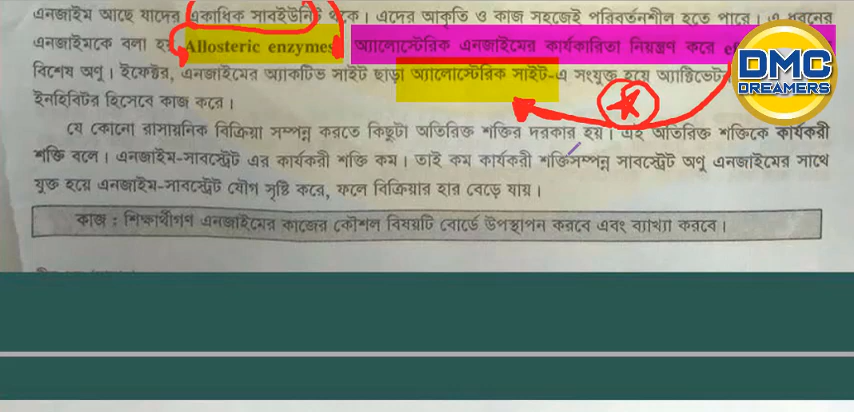 এনজাইম আছে যাদের একাধিক সাবইউনিট থাকে। এদের আকৃতি ও কাজ সহজেই পরিবর্তনশীল হতে পারে। এ ধরনের
এনজাইমকে বলা হয় Allosteric enzymes. অ্যালোস্টেরিক এনজাইমের কার্যকারিতা নিয়ন্ত্রণ করে
বিশেষ অণু। ইফেক্টর, এনজাইমের অ্যাকটিভ সাইট ছাড়া অ্যালোস্টেরিক সাইট-এ সংযুক্ত হয়ে অ্যাক্টিভেটর
ইনহিবিটর হিসেবে কাজ করে।
যে কোনো রাসায়নিক বিক্রিয়া সম্পন্ন করতে কিছুটা অতিরিক্ত শক্তির দরকার হয়। এই অতিরিক্ত শক্তিকে কার্যকরী
শক্তি বলে। এনজাইম-সাবস্ট্রেট এর কার্যকরী শক্তি কম। তাই কম কার্যকরী শক্তিসম্পন্ন সাবস্ট্রেট অণু এনজাইমের সাথে
যুক্ত হয়ে এনজাইম-সাবস্ট্রেট যৌগ সৃষ্টি করে, ফলে বিক্রিয়ার হার বেড়ে যায়।
কাজ : শিক্ষার্থীগণ এনজাইমের কাজের কৌশল বিষয়টি বোর্ডে উপস্থাপন করবে এবং ব্যাখ্যা করবে।
DMC
DREAMERS